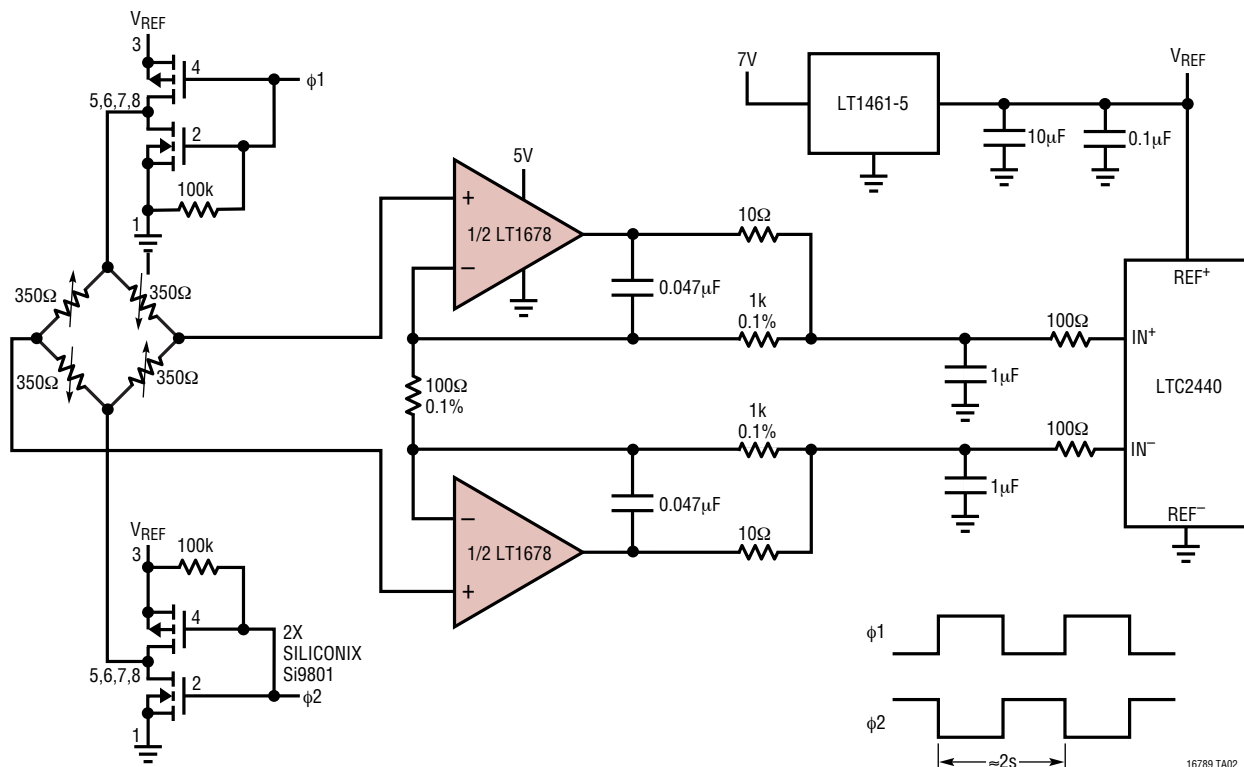 VREF
3
4
ϕ1
5,6,7,8
2
100k
1
350Ω
350Ω
350Ω
350Ω
VREF
3
100k
4
2X
SILICONIX
Si9801
5,6,7,8
2
ϕ2
1
5V
+
1/2 LT1678
–
10Ω
0.047µF
1k
0.1%
100Ω
0.1%
1k
0.1%
0.047µF
–
1/2 LT1678
+
10Ω
7V
LT1461-5
VREF
10µF
0.1µF
REF+
100Ω
IN+
1µF
LTC2440
100Ω
IN–
1µF
REF–
ϕ1
ϕ2
≈2s
16789 TA02